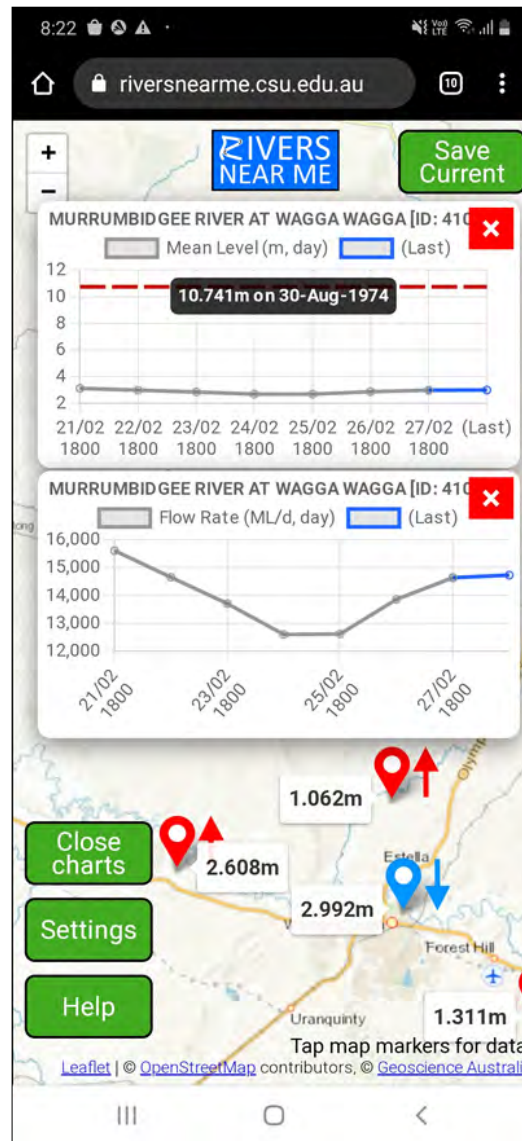 8:22
Vo))
LTE
riversnearme.csu.edu.au
10
+
−
RIVERS
NEAR ME
Save
Current
MURRUMBIDGEE RIVER AT WAGGA WAGGA [ID: 410
Mean Level (m, day) (Last)
12
10
8
6
4
2
10.741m on 30-Aug-1974
21/02 22/02 23/02 24/02 25/02 26/02 27/02 (Last)
1800 1800 1800 1800 1800 1800 1800
MURRUMBIDGEE RIVER AT WAGGA WAGGA [ID: 410
Flow Rate (ML/d, day) (Last)
16,000
15,000
14,000
13,000
12,000
21/02 1800
23/02 1800
25/02 1800
27/02 1800
ong
Olymp
1.062m
Close
charts
2.608m
Estella
2.992m
W
Settings
Forest Hill
Help
Uranquinty
1.311m
Tap map markers for data
Leaflet | © OpenStreetMap contributors, © Geoscience Australi